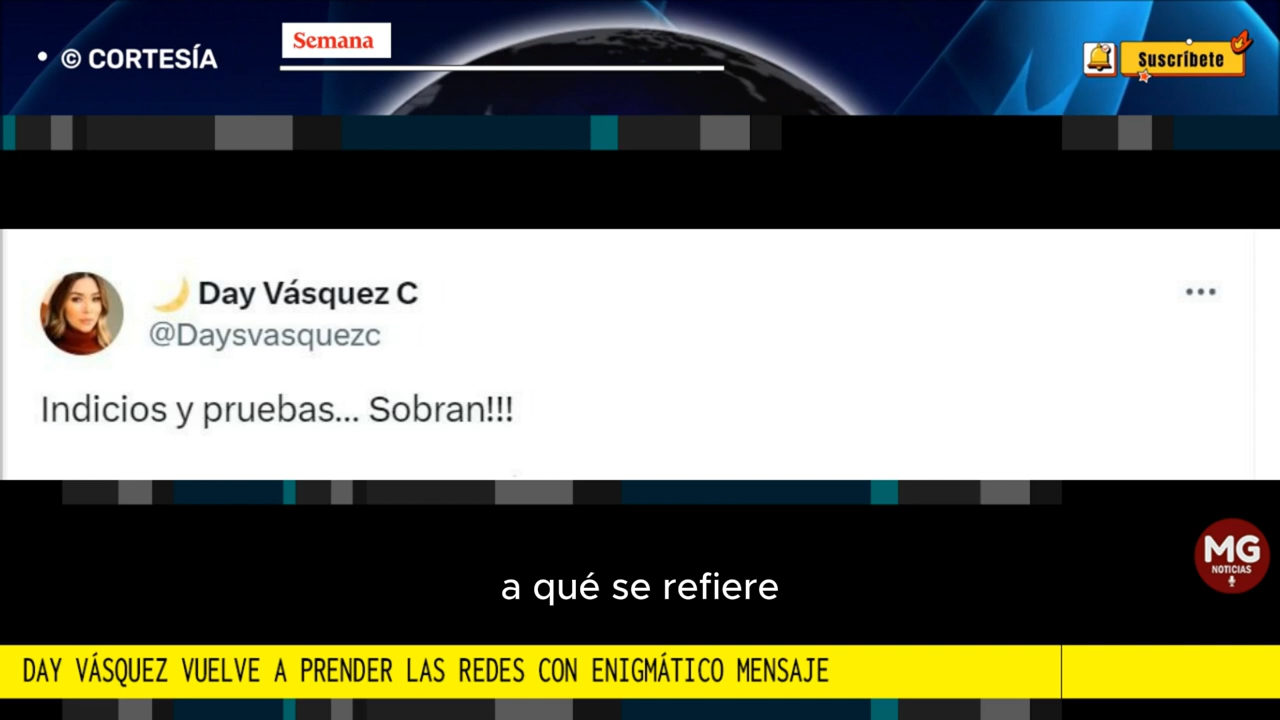 • © CORTESÍA
Semana
Suscríbete
Day Vásquez C
@Daysvasquezc
Indicios y pruebas... Sobran!!!
MG
NOTICIAS
a qué se refiere
DAY VÁSQUEZ VUELVE A PRENDER LAS REDES CON ENIGMÁTICO MENSAJE